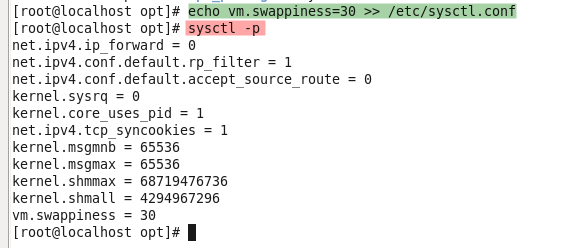 [root@localhost opt]# echo vm.swappiness=30 >> /etc/sysctl.conf
[root@localhost opt]# sysctl -p
net.ipv4.ip_forward = 0
net.ipv4.conf.default.rp_filter = 1
net.ipv4.conf.default.accept_source_route = 0
kernel.sysrq = 0
kernel.core_uses_pid = 1
net.ipv4.tcp_syncookies = 1
kernel.msgmnb = 65536
kernel.msgmax = 65536
kernel.shmmax = 68719476736
kernel.shmall = 4294967296
vm.swappiness = 30
[root@localhost opt]#